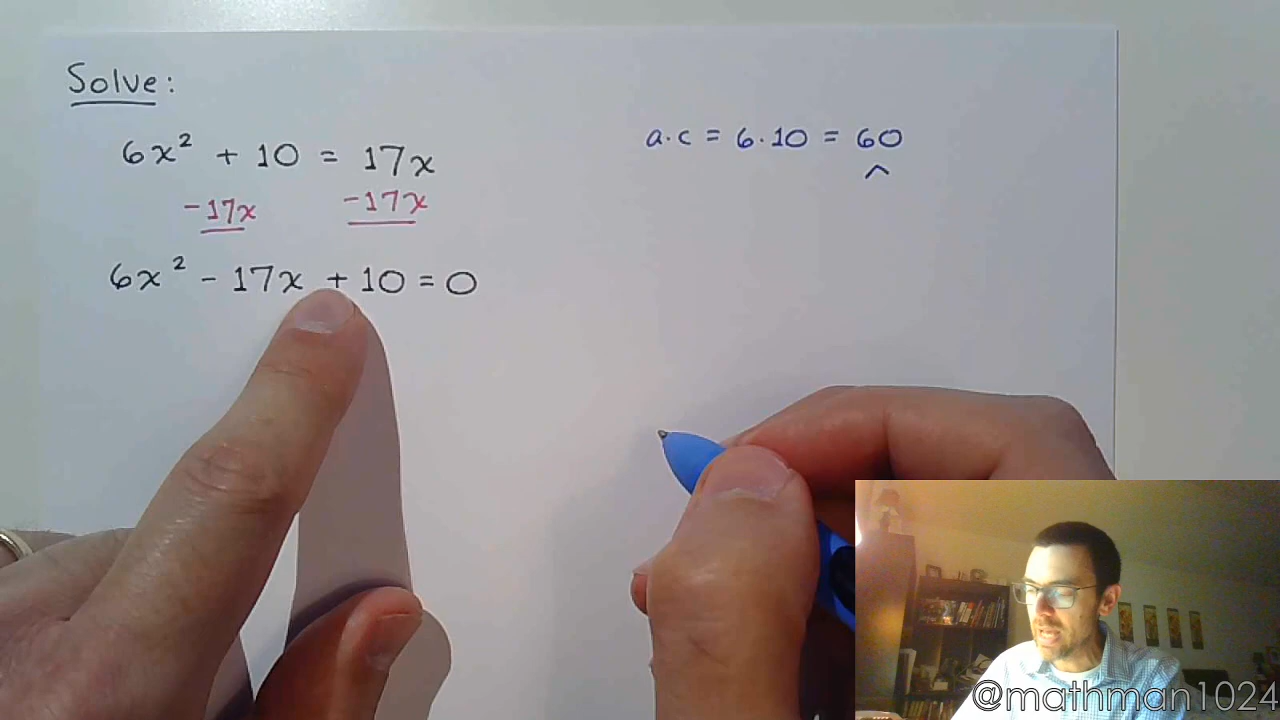 Solve:
6x² + 10 = 17x
-17x -17x
6x² - 17x + 10 = 0
a·c = 6·10 = 60
^
@mathman1024